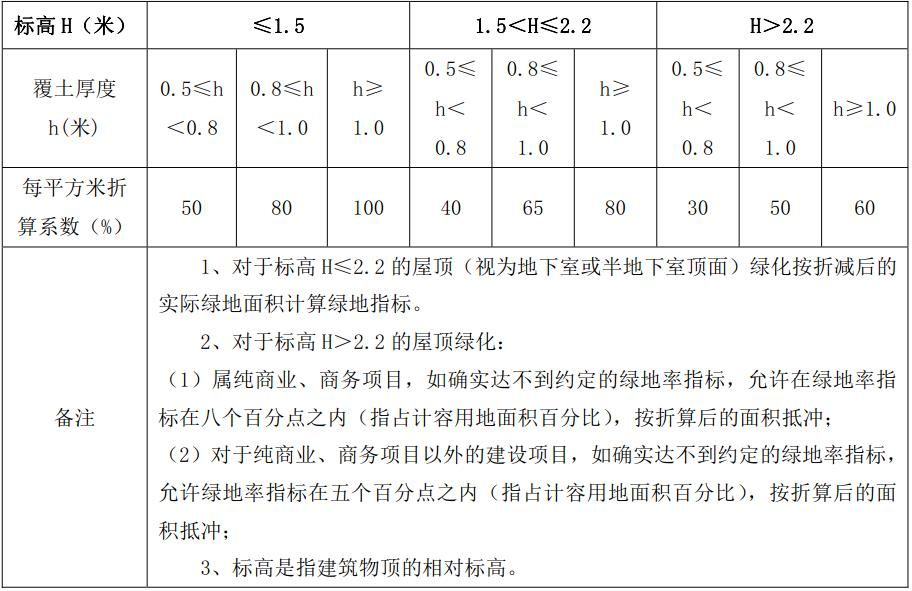 标高H（米） ≤1.5 1.5＜H≤2.2 H＞2.2
覆土厚度
h(米)
0.5≤h
＜0.8
0.8≤h
＜1.0
h≥
1.0
0.5≤
h＜
0.8
0.8≤
h＜
1.0
h≥
1.0
0.5≤
h＜
0.8
0.8≤
h＜
1.0
h≥1.0
每平方米折
算系数（%）
50 80 100 40 65 80 30 50 60
备注
1、对于标高H≤2.2的屋顶（视为地下室或半地下室顶面）绿化按折减后的
实际绿地面积计算绿地指标。
2、对于标高H＞2.2的屋顶绿化：
（1）属纯商业、商务项目，如确实达不到约定的绿地率指标，允许在绿地率指
标在八个百分点之内（指占计容用地面积百分比），按折算后的面积抵冲；
（2）对于纯商业、商务项目以外的建设项目，如确实达不到约定的绿地率指标，
允许绿地率指标在五个百分点之内（指占计容用地面积百分比），按折算后的面
积抵冲；
3、标高是指建筑物顶的相对标高。